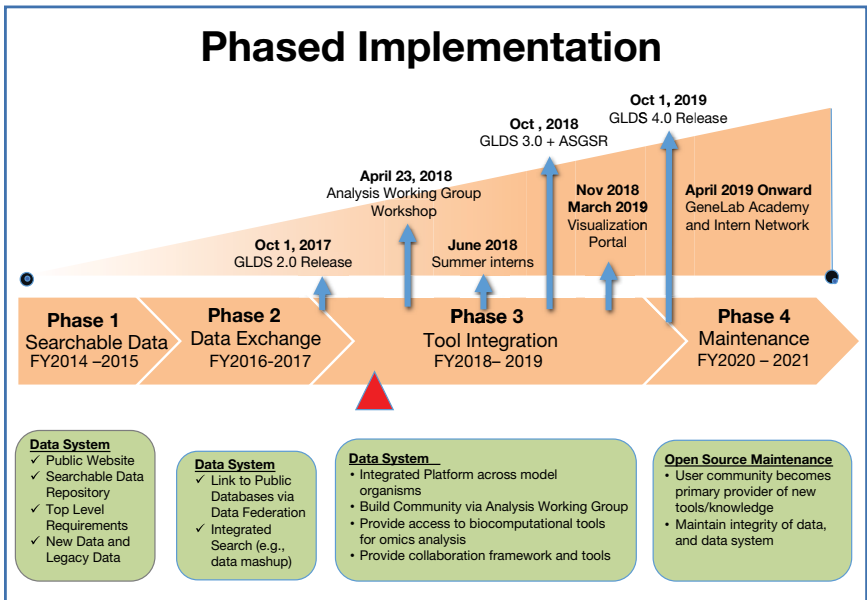 Phased Implementation
Oct 1, 2019
GLDS 4.0 Release
Oct , 2018
GLDS 3.0 + ASGSR
April 23, 2018
Analysis Working Group
Workshop
Nov 2018
March 2019
Visualization
Portal
April 2019 Onward
GeneLab Academy
and Intern Network
Oct 1, 2017
GLDS 2.0 Release
June 2018
Summer interns
Phase 1
Searchable Data
FY2014 –2015
Phase 2
Data Exchange
FY2016-2017
Phase 3
Tool Integration
FY2018– 2019
Phase 4
Maintenance
FY2020 – 2021
Data System
✓ Public Website
✓ Searchable Data
Repository
✓ Top Level
Requirements
✓ New Data and
Legacy Data
Data System
✓ Link to Public
Databases via
Data Federation
✓ Integrated
Search (e.g.,
data mashup)
Data System
• Integrated Platform across model
organisms
• Build Community via Analysis Working Group
• Provide access to biocomputational tools
for omics analysis
• Provide collaboration framework and tools
Open Source Maintenance
• User community becomes
primary provider of new
tools/knowledge
• Maintain integrity of data,
and data system